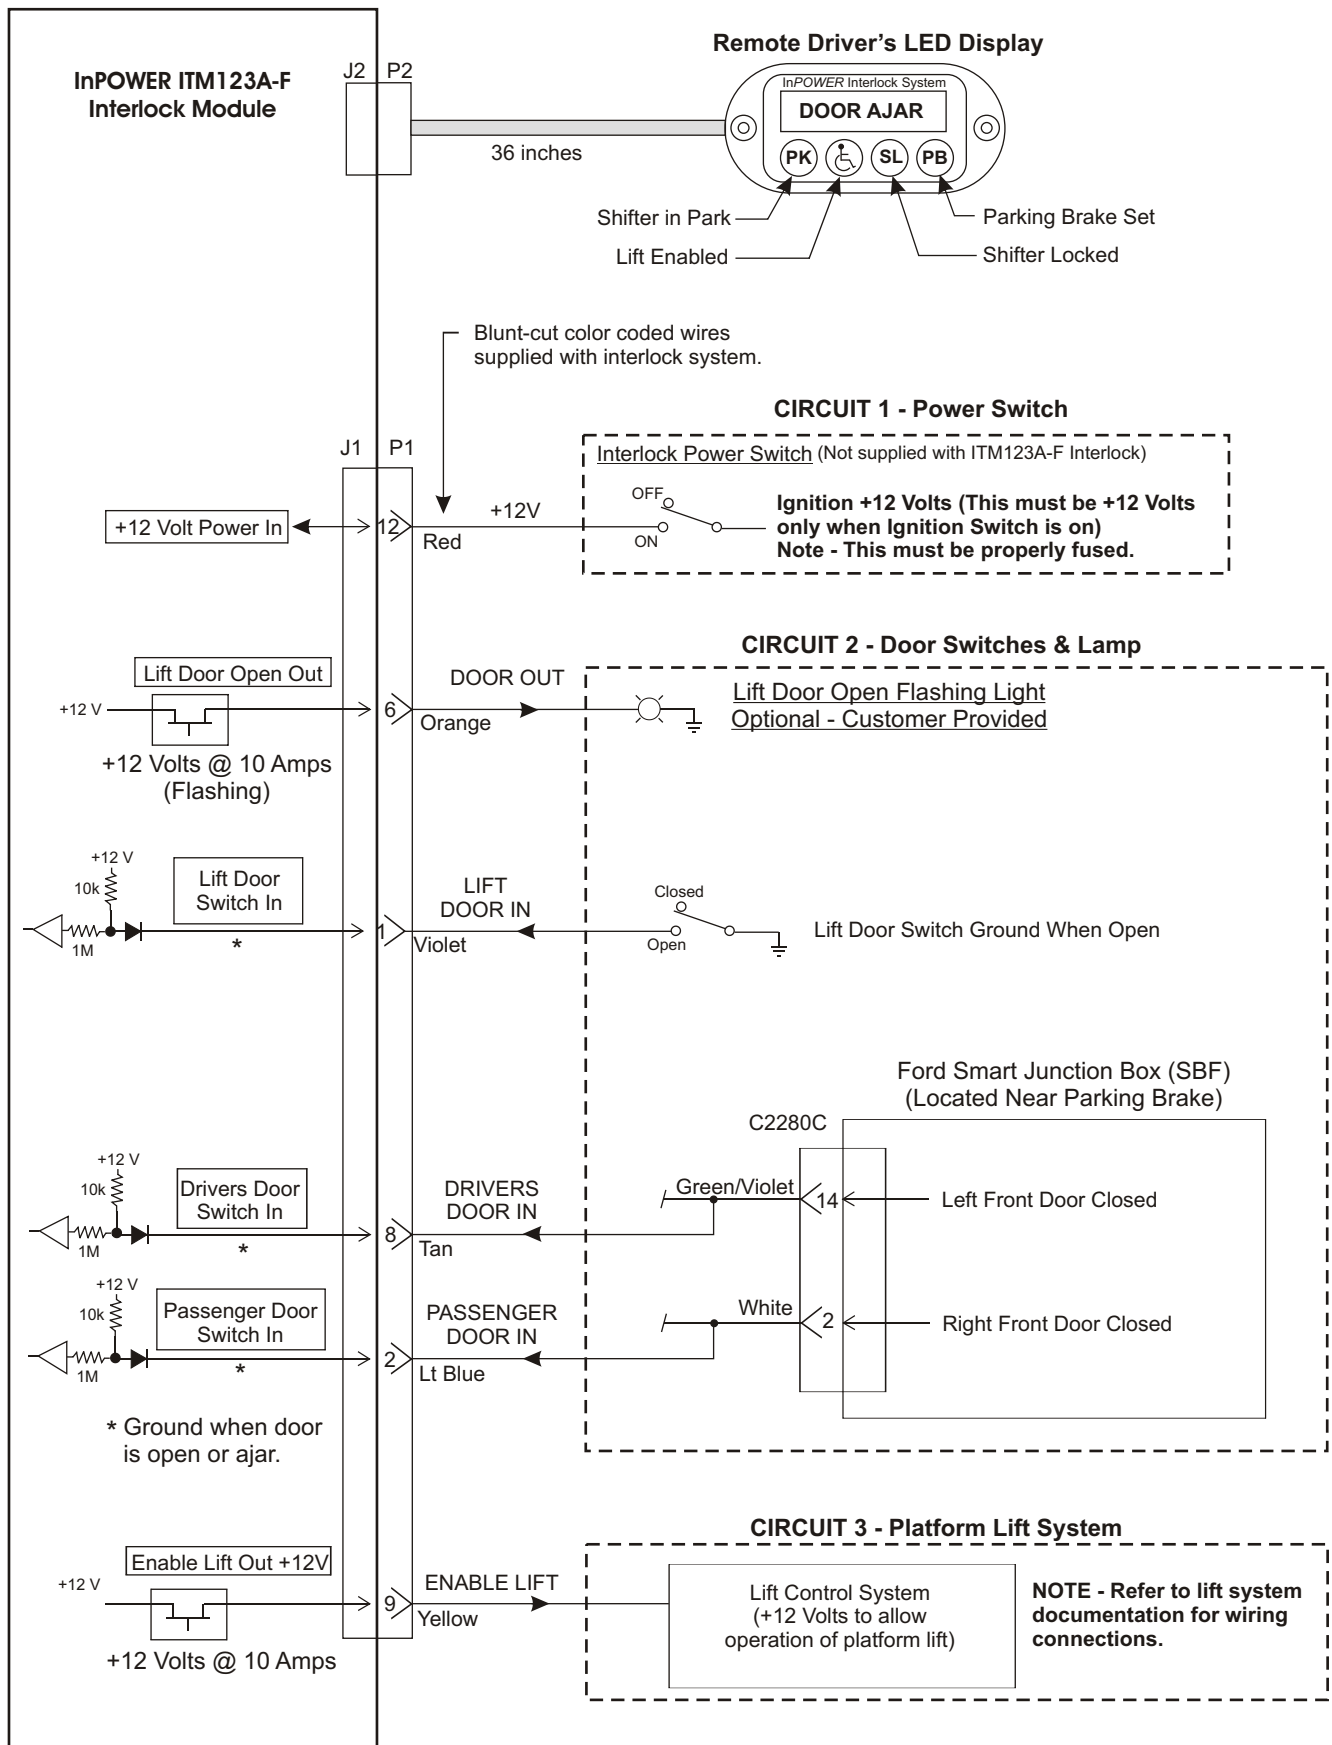 InPOWER ITM123A-F
Interlock Module
J2 P2
36 inches
Remote Driver's LED Display
InPOWER Interlock System
DOOR AJAR
PK SL PB
Shifter in Park
Lift Enabled
Parking Brake Set
Shifter Locked
Blunt-cut color coded wires
supplied with interlock system.
J1 P1
CIRCUIT 1 - Power Switch
Interlock Power Switch (Not supplied with ITM123A-F Interlock)
+12 Volt Power In
12
+12V
Red
OFF
ON
Ignition +12 Volts (This must be +12 Volts
only when Ignition Switch is on)
Note - This must be properly fused.
CIRCUIT 2 - Door Switches & Lamp
Lift Door Open Out
+12 V
+12 Volts @ 10 Amps
(Flashing)
6
DOOR OUT
Orange
Lift Door Open Flashing Light
Optional - Customer Provided
+12 V
10k
1M
Lift Door
Switch In
*
1
LIFT
DOOR IN
Violet
Closed
Open
Lift Door Switch Ground When Open
Ford Smart Junction Box (SBF)
(Located Near Parking Brake)
C2280C
+12 V
10k
1M
Drivers Door
Switch In
*
8
DRIVERS
DOOR IN
Tan
Green/Violet
14
Left Front Door Closed
+12 V
10k
1M
Passenger Door
Switch In
*
2
PASSENGER
DOOR IN
Lt Blue
White
2
Right Front Door Closed
* Ground when door
is open or ajar.
CIRCUIT 3 - Platform Lift System
Enable Lift Out +12V
+12 V
+12 Volts @ 10 Amps
9
ENABLE LIFT
Yellow
Lift Control System
(+12 Volts to allow
operation of platform lift)
NOTE - Refer to lift system
documentation for wiring
connections.